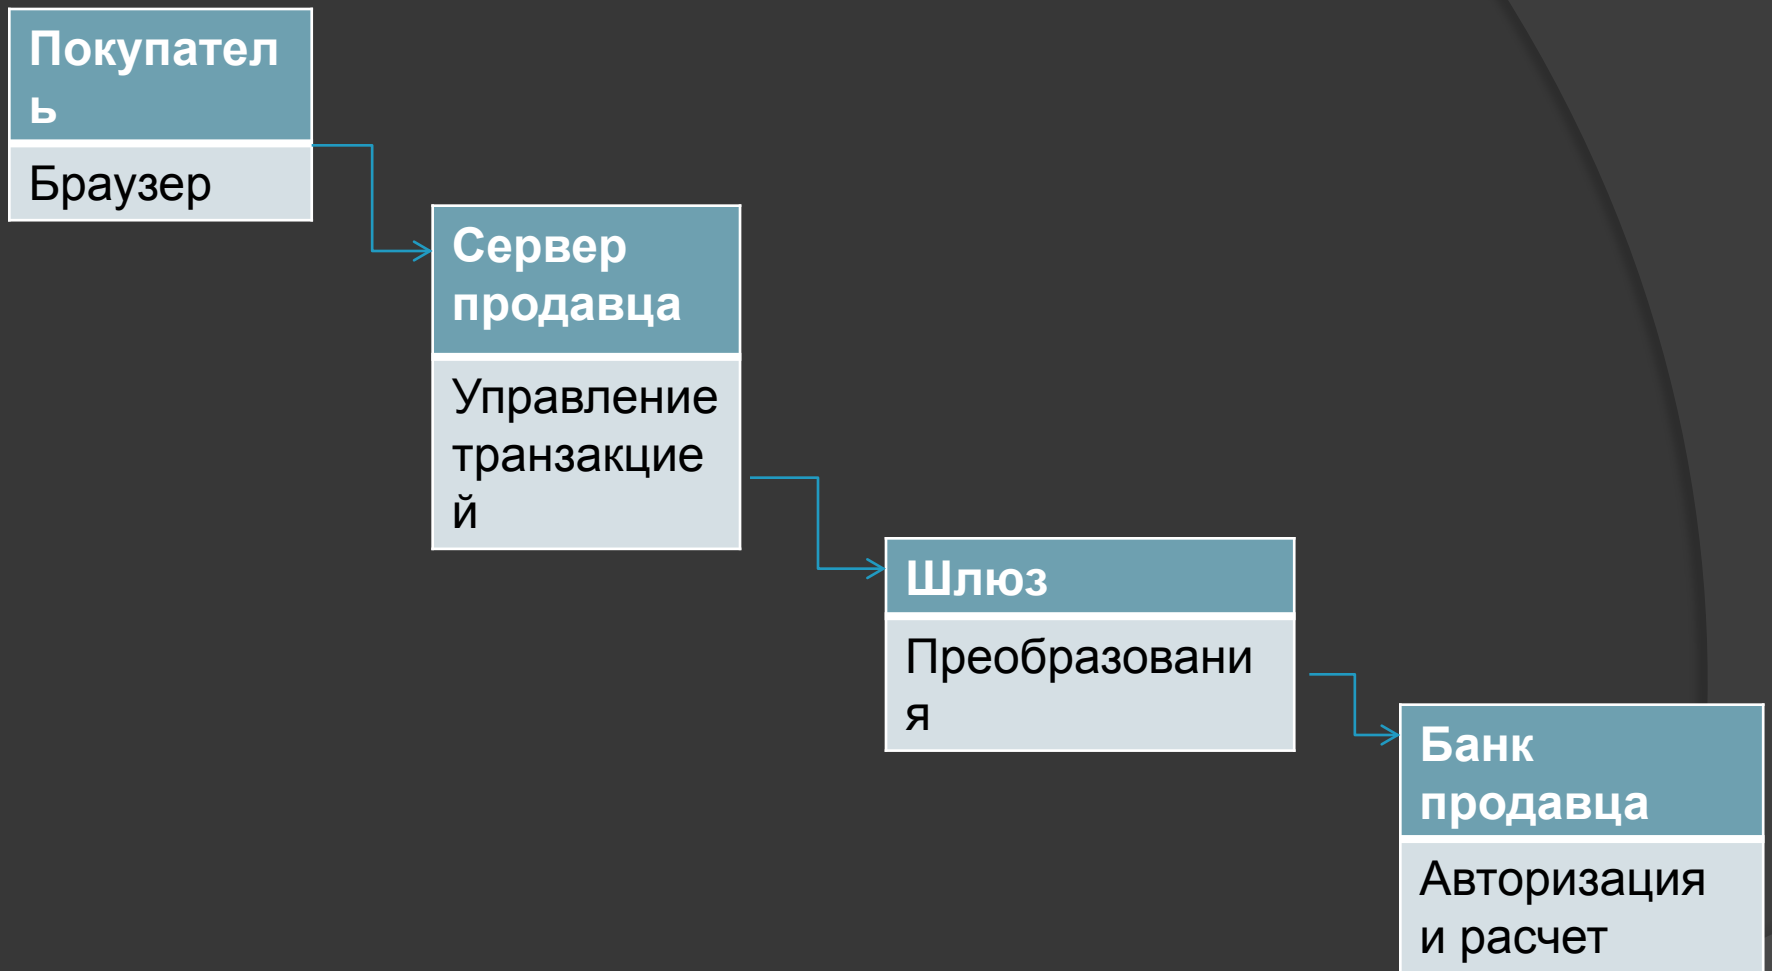 Покупател
ь
Браузер
Сервер
продавца
Управление
транзакцие
й
Шлюз
Преобразовани
я
Банк
продавца
Авторизация
и расчет